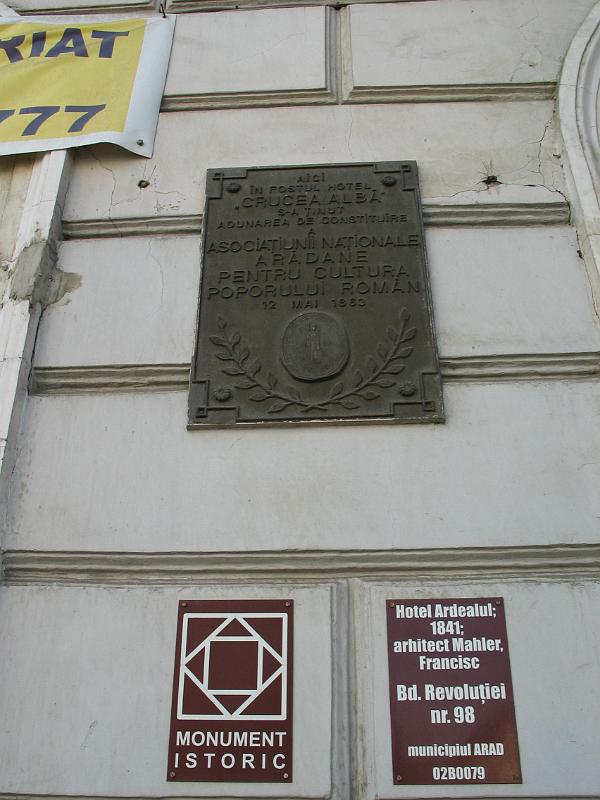 RIAT
777
AICI
ÎN FOSTUL HOTEL
„CRUCEA ALBĂ”
S-A ȚINUT
ADUNAREA DE CONSTITUIRE
A
ASOCIAȚIUNII NAȚIONALE
ARĂDANE
PENTRU CULTURA
POPORULUI ROMÂN
12 MAI 1863
MONUMENT
ISTORIC
Hotel Ardealul;
1841;
arhitect Mahler,
Francisc
Bd. Revoluției
nr. 98
municipiul ARAD
02B0079